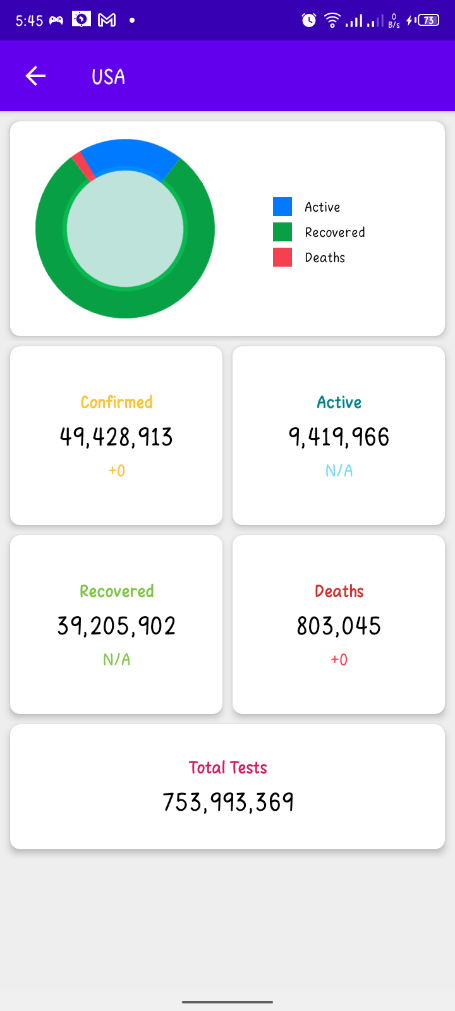 5:45
0
B/s
73
USA
Active
Recovered
Deaths
Confirmed
49,428,913
+0
Active
9,419,966
N/A
Recovered
39,205,902
N/A
Deaths
803,045
+0
Total Tests
753,993,369